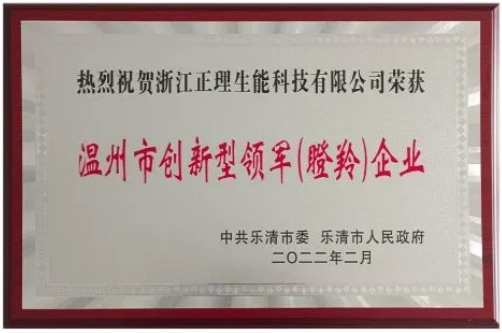 热烈祝贺浙江正理生能科技有限公司荣获
温州市创新型领军(瞪羚)企业
中共乐清市委 乐清市人民政府
二〇二二年二月